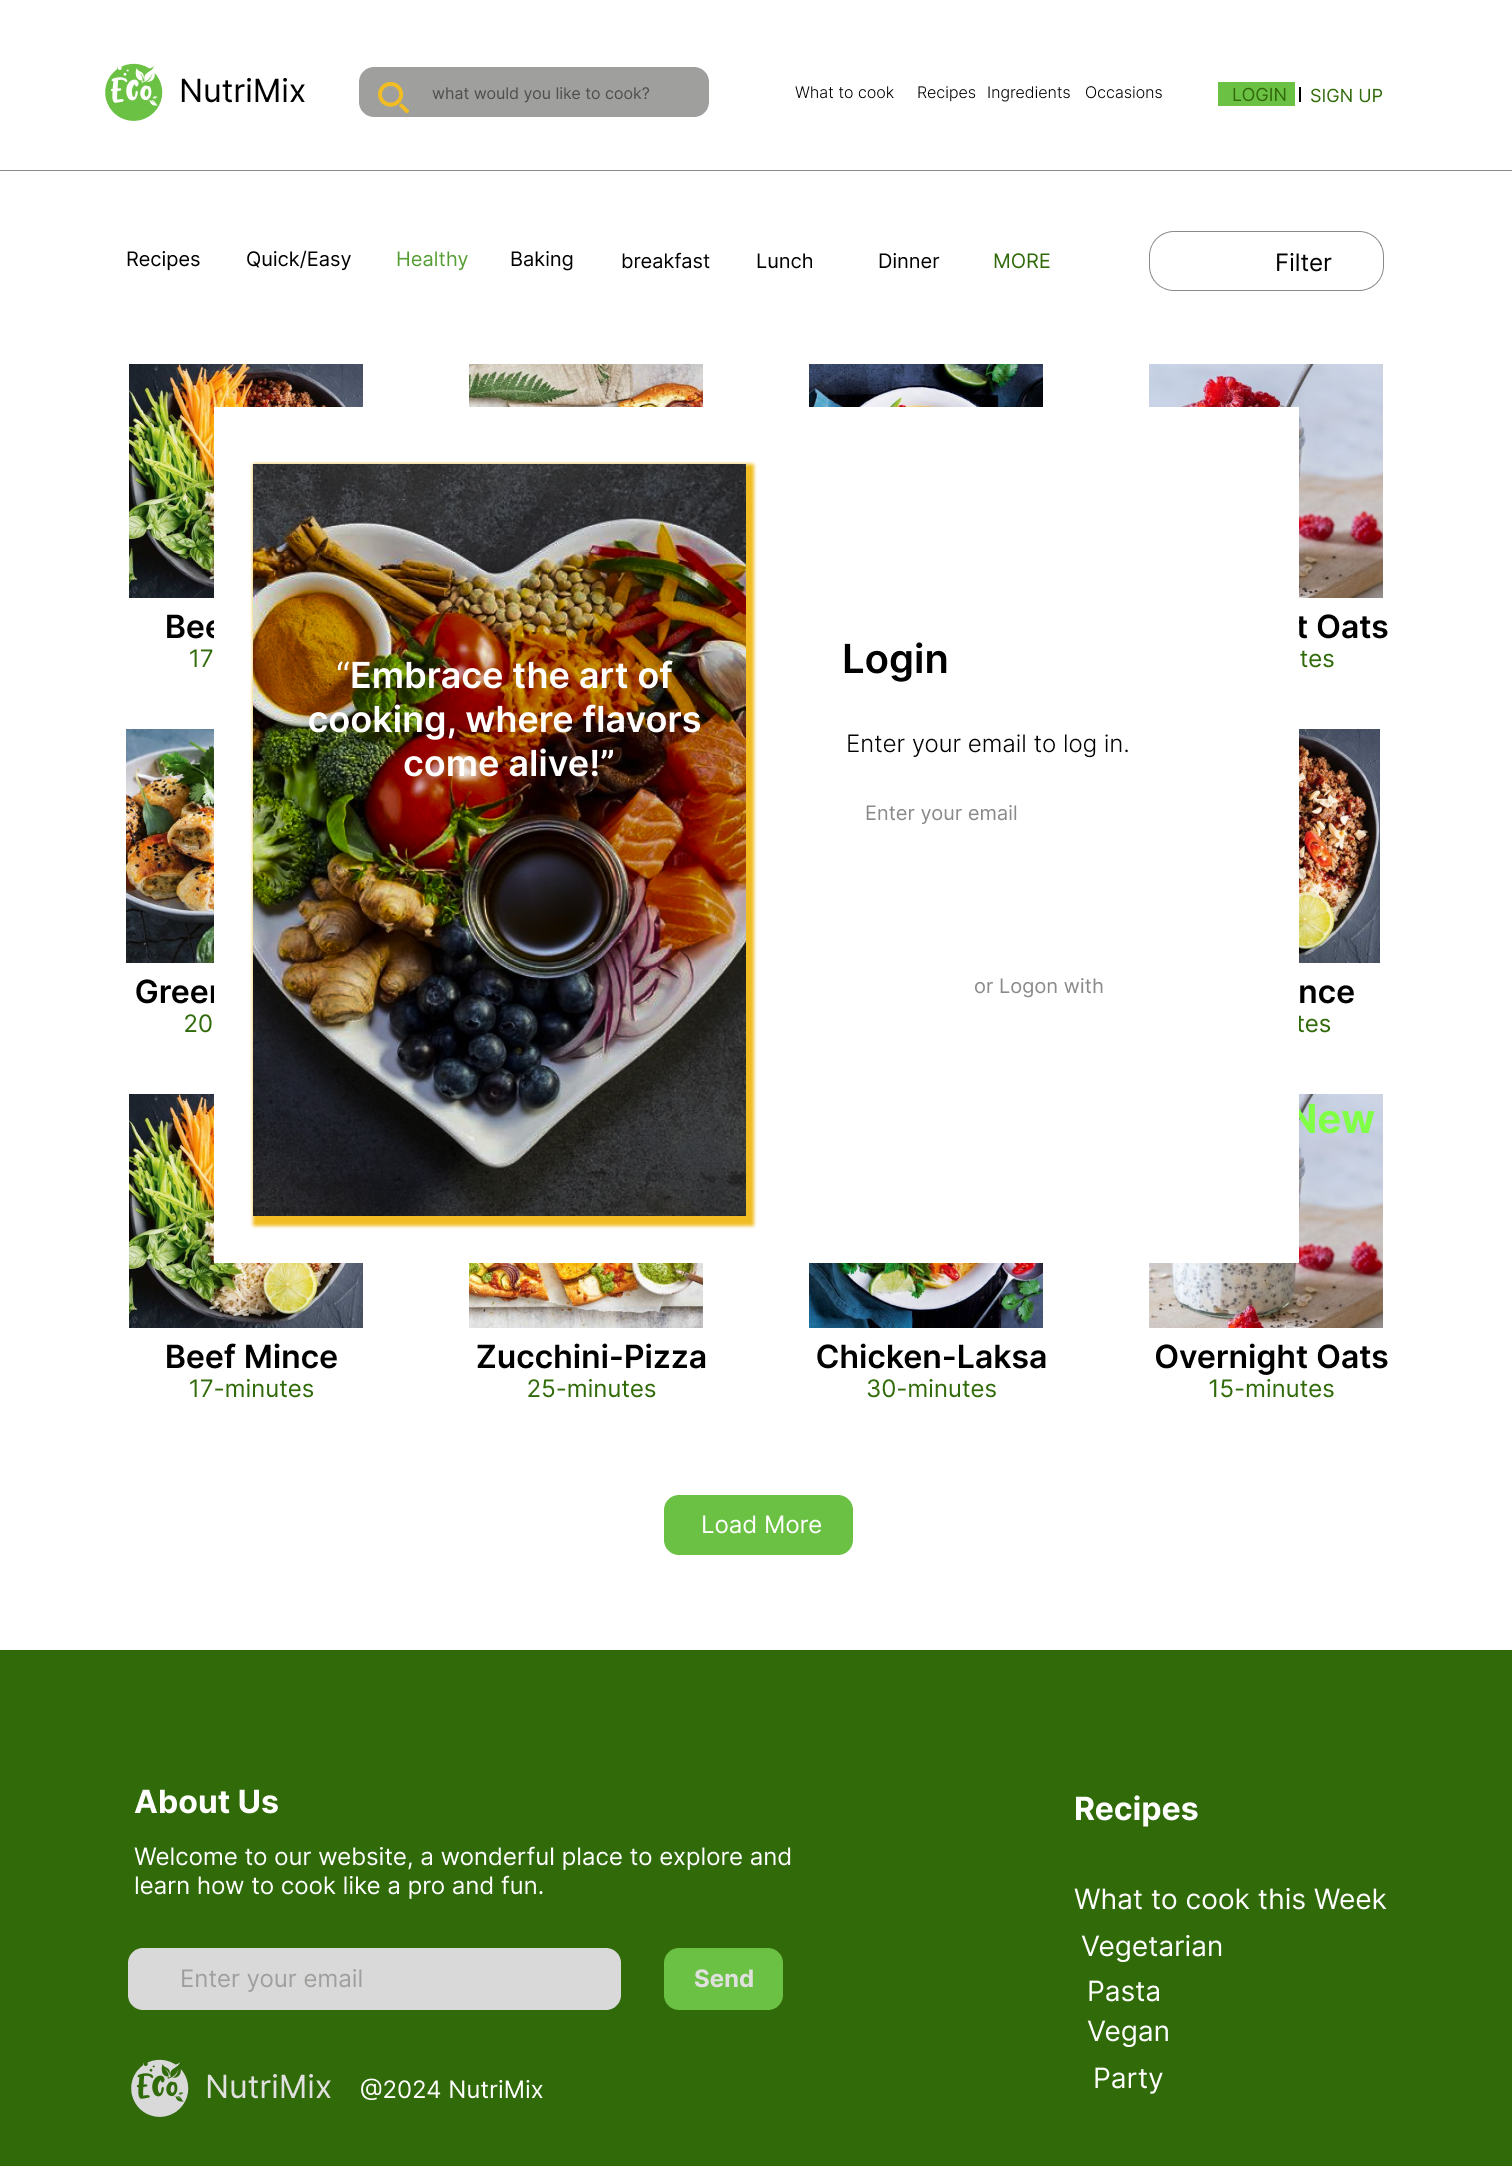 ECo
NutriMix
what would you like to cook?
What to cook
Recipes
Ingredients
Occasions
LOGIN
SIGN UP
Recipes
Quick/Easy
Healthy
Baking
breakfast
Lunch
Dinner
MORE
Filter
Bee
17
t Oats
tes
“Embrace the art of
cooking, where flavors
come alive!”
Login
Enter your email to log in.
Enter your email
or Logon with
Green
20
nce
tes
New
Beef Mince
17-minutes
Zucchini-Pizza
25-minutes
Chicken-Laksa
30-minutes
Overnight Oats
15-minutes
Load More
About Us
Welcome to our website, a wonderful place to explore and
learn how to cook like a pro and fun.
Enter your email
Send
ECo
NutriMix
@2024 NutriMix
Recipes
What to cook this Week
Vegetarian
Pasta
Vegan
Party